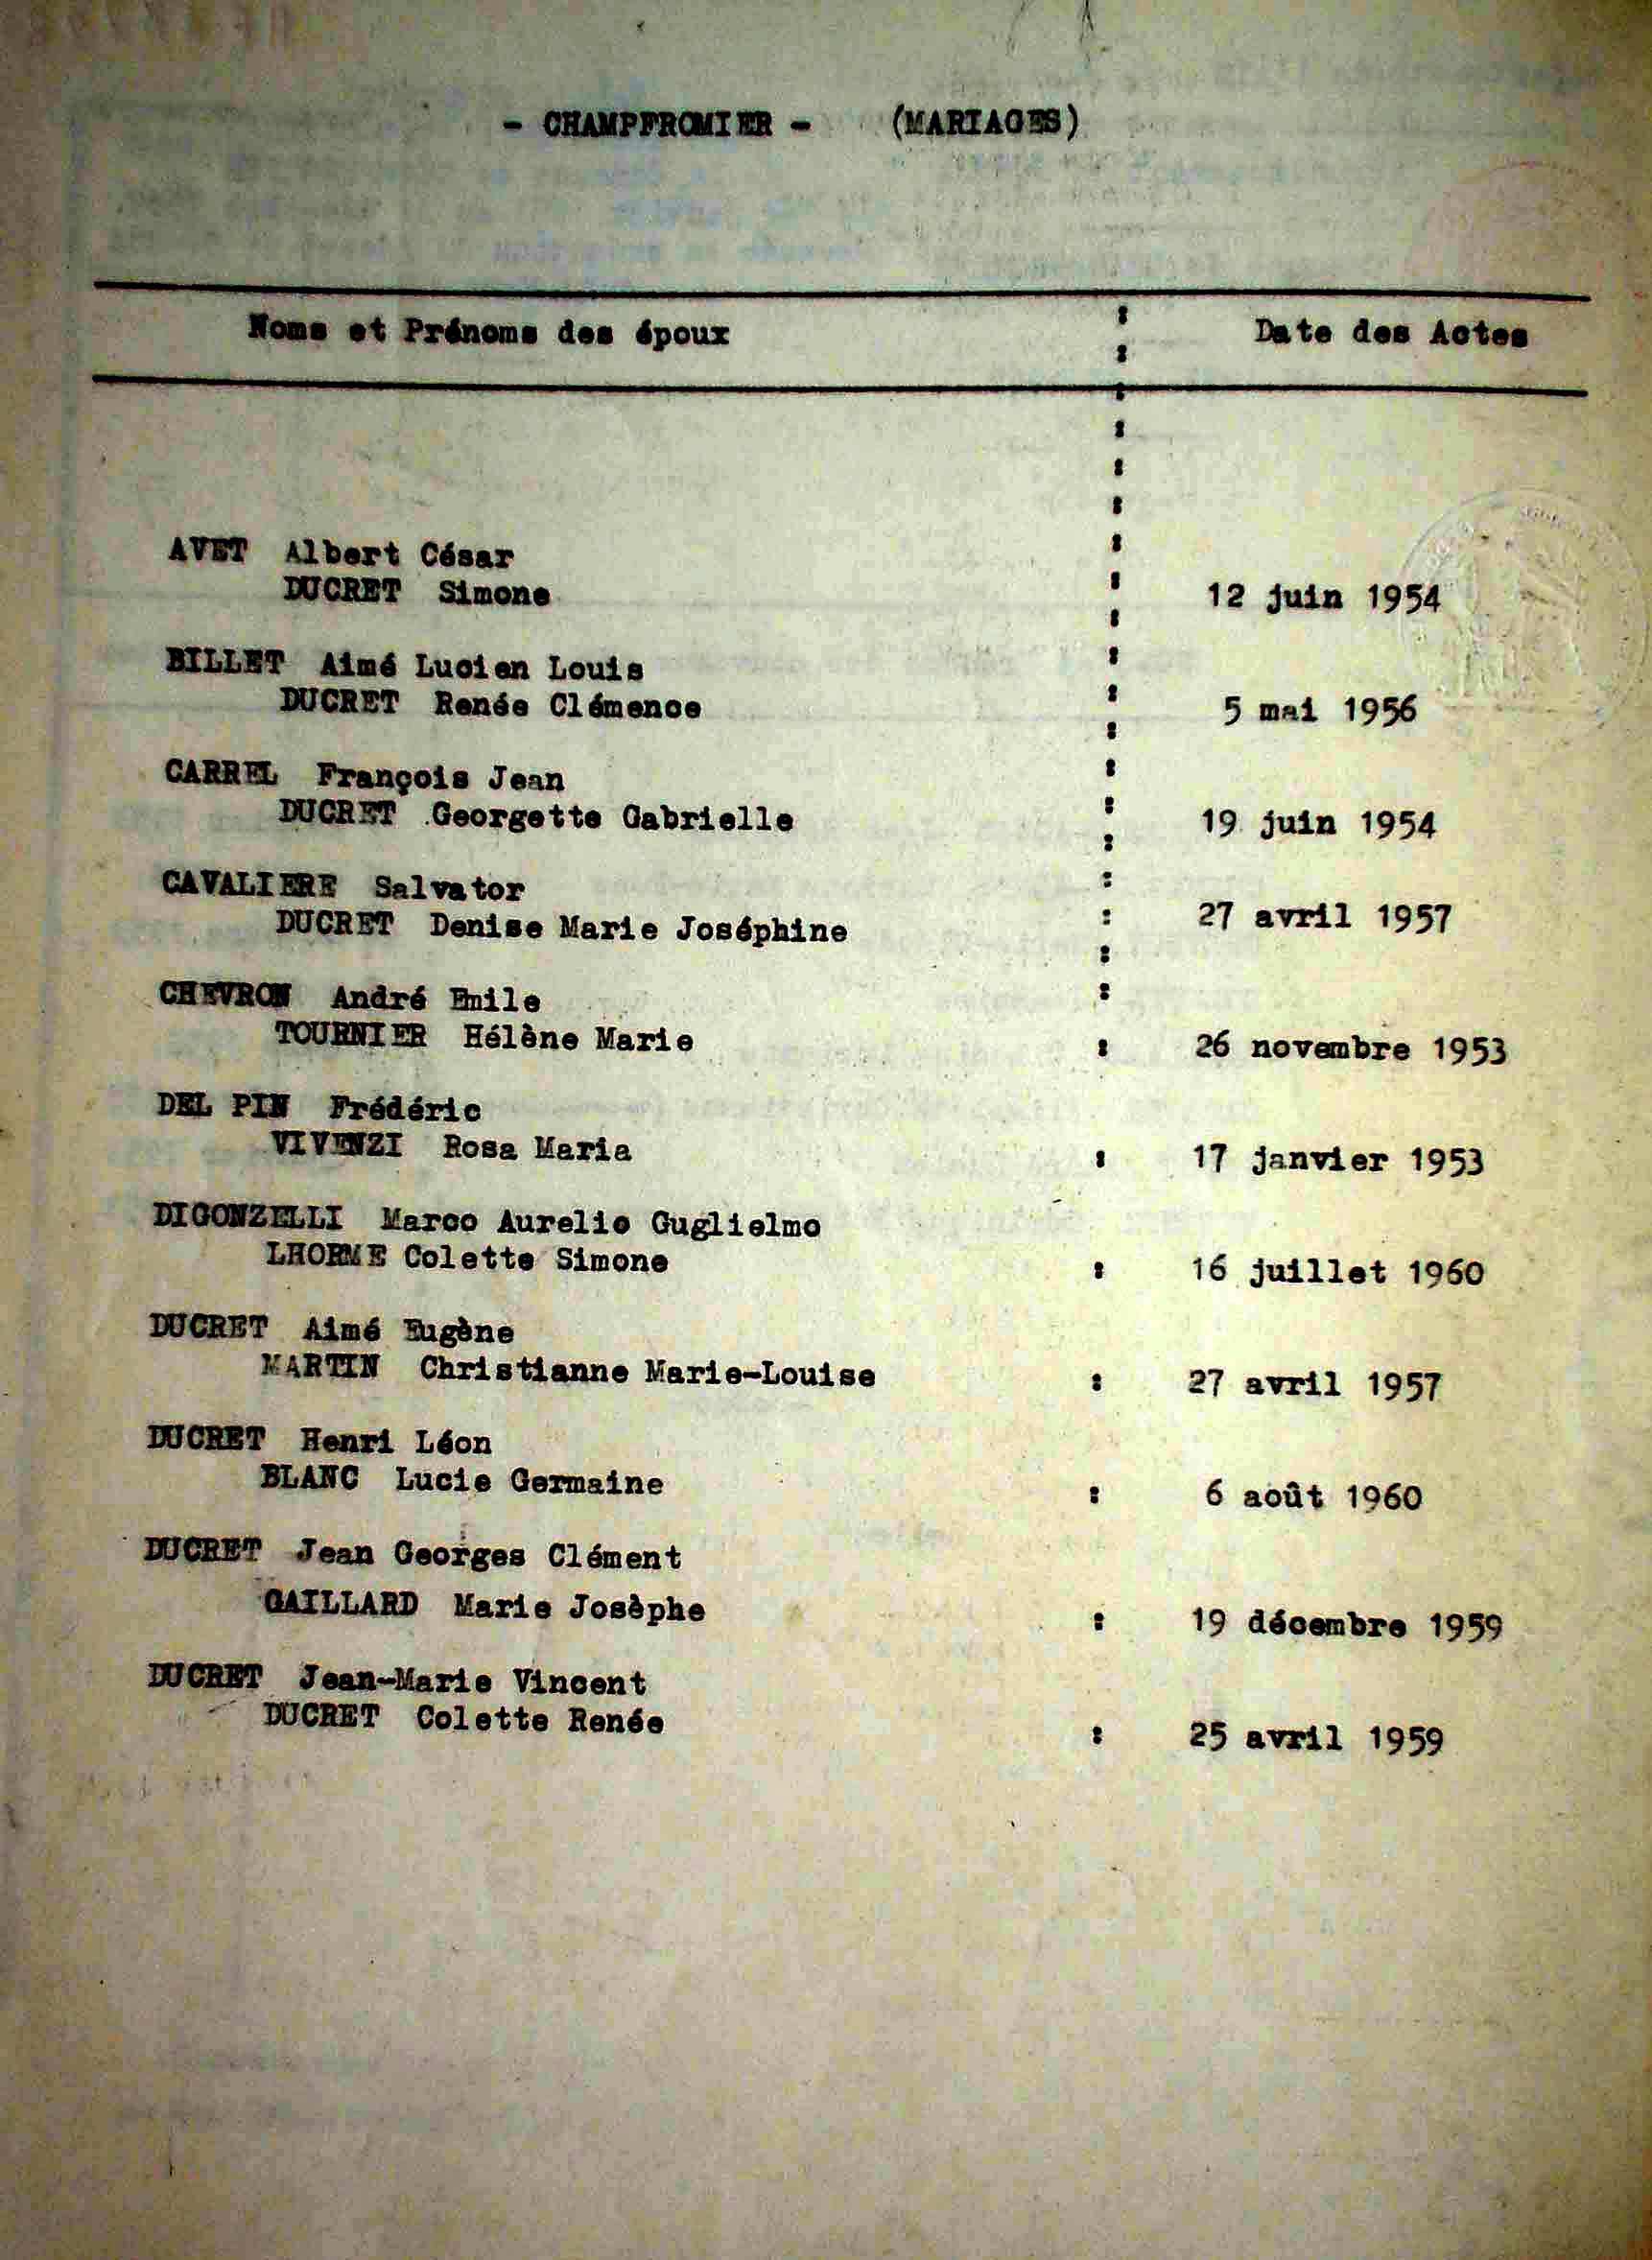 - CHAMPFROMIER - (MARIAGES)
Noms et Prénoms des époux : Date des Actes
AVET Albert César
DUCRET Simone : 12 juin 1954
BILLET Aimé Lucien Louis
DUCRET Renée Clémence : 5 mai 1956
CARREL François Jean
DUCRET Georgette Gabrielle : 19 juin 1954
CAVALIERE Salvator
DUCRET Denise Marie Joséphine : 27 avril 1957
CHEVRON André Emile
TOURNIER Hélène Marie : 26 novembre 1953
DEL PIN Frédéric
VIVENZI Rosa Maria : 17 janvier 1953
DIGONZELLI Marco Aurelio Guglielmo
LHORME Colette Simone : 16 juillet 1960
DUCRET Aimé Eugène
MARTIN Christianne Marie-Louise : 27 avril 1957
DUCRET Henri Léon
BLANC Lucie Germaine : 6 août 1960
DUCRET Jean Georges Clément
GAILLARD Marie Josèphe : 19 décembre 1959
DUCRET Jean-Marie Vincent
DUCRET Colette Renée : 25 avril 1959